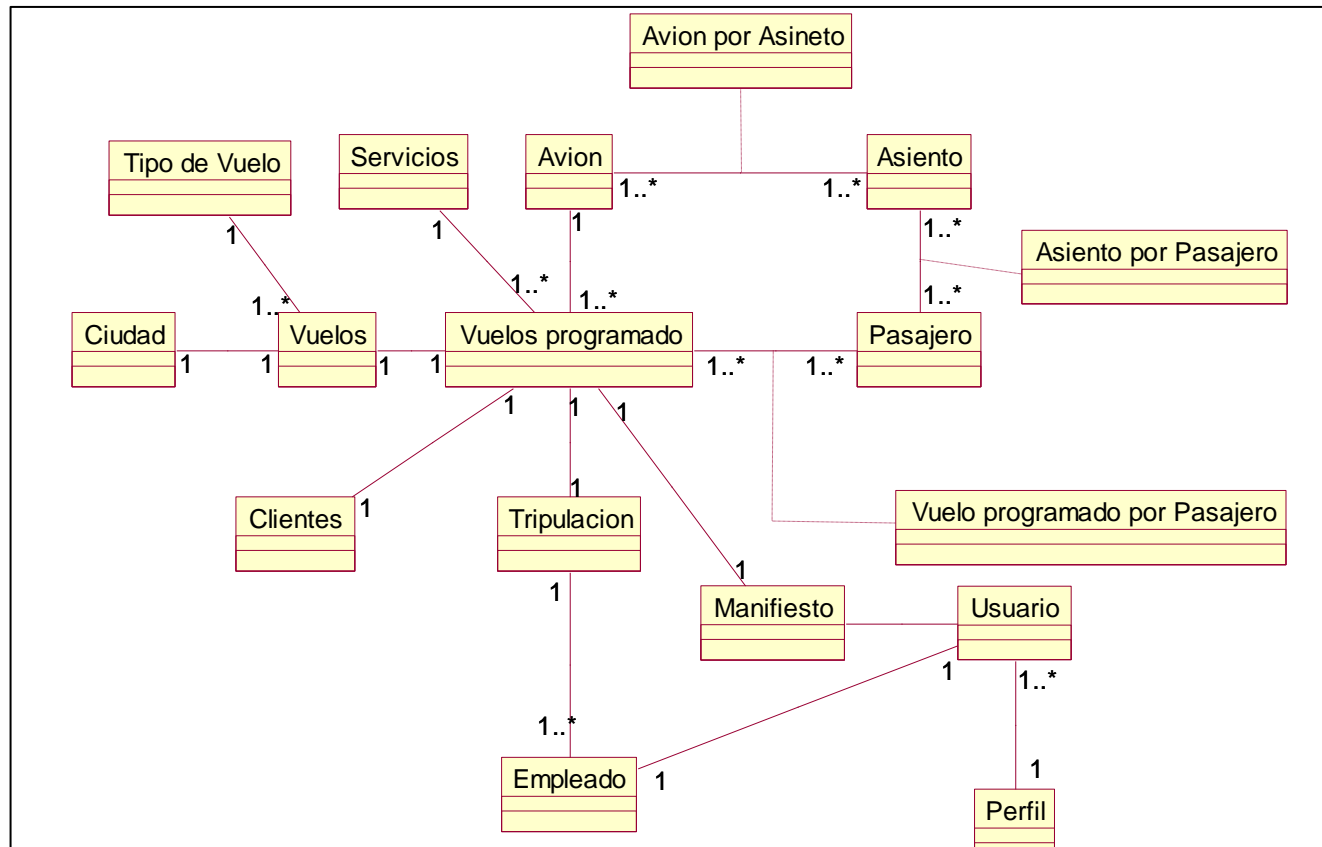 Avion por Asineto
Tipo de Vuelo
Servicios
Avion
Asiento
1..*
1..*
1
1
1
1..*
Asiento por Pasajero
1..*
1..*
1..*
1..*
Ciudad
Vuelos
Vuelos programado
Pasajero
1
1
1
1
1..*
1..*
1
1
1
1
1
Clientes
Tripulacion
Vuelo programado por Pasajero
1
1
Manifiesto
Usuario
1
1..*
1..*
1
1
Empleado
Perfil